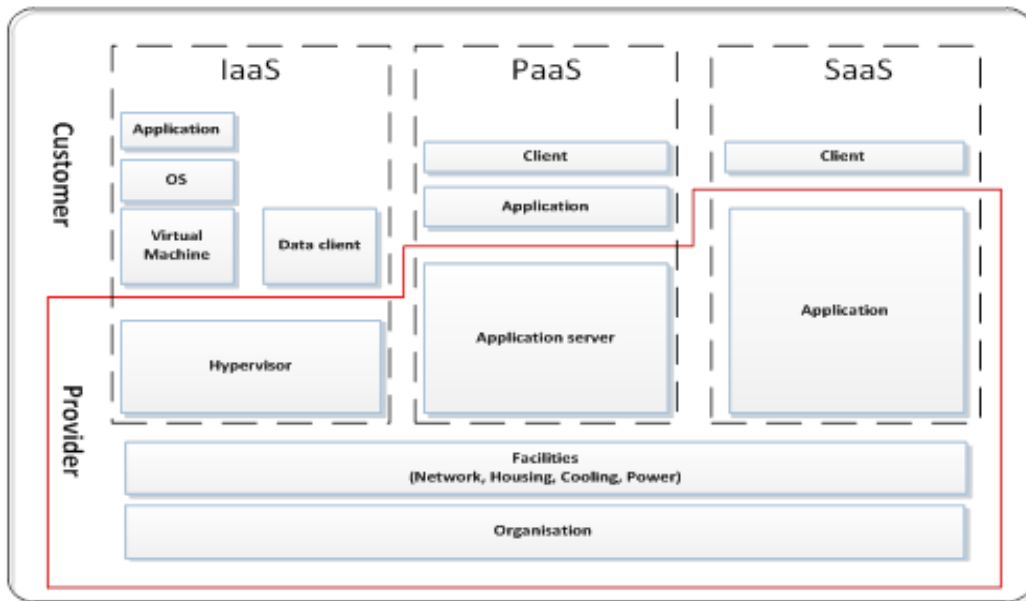 IaaS
PaaS
SaaS
Customer
Application
OS
Virtual
Machine
Data client
Client
Application
Client
Hypervisor
Application server
Application
Provider
Facilities
(Network, Housing, Cooling, Power)
Organisation